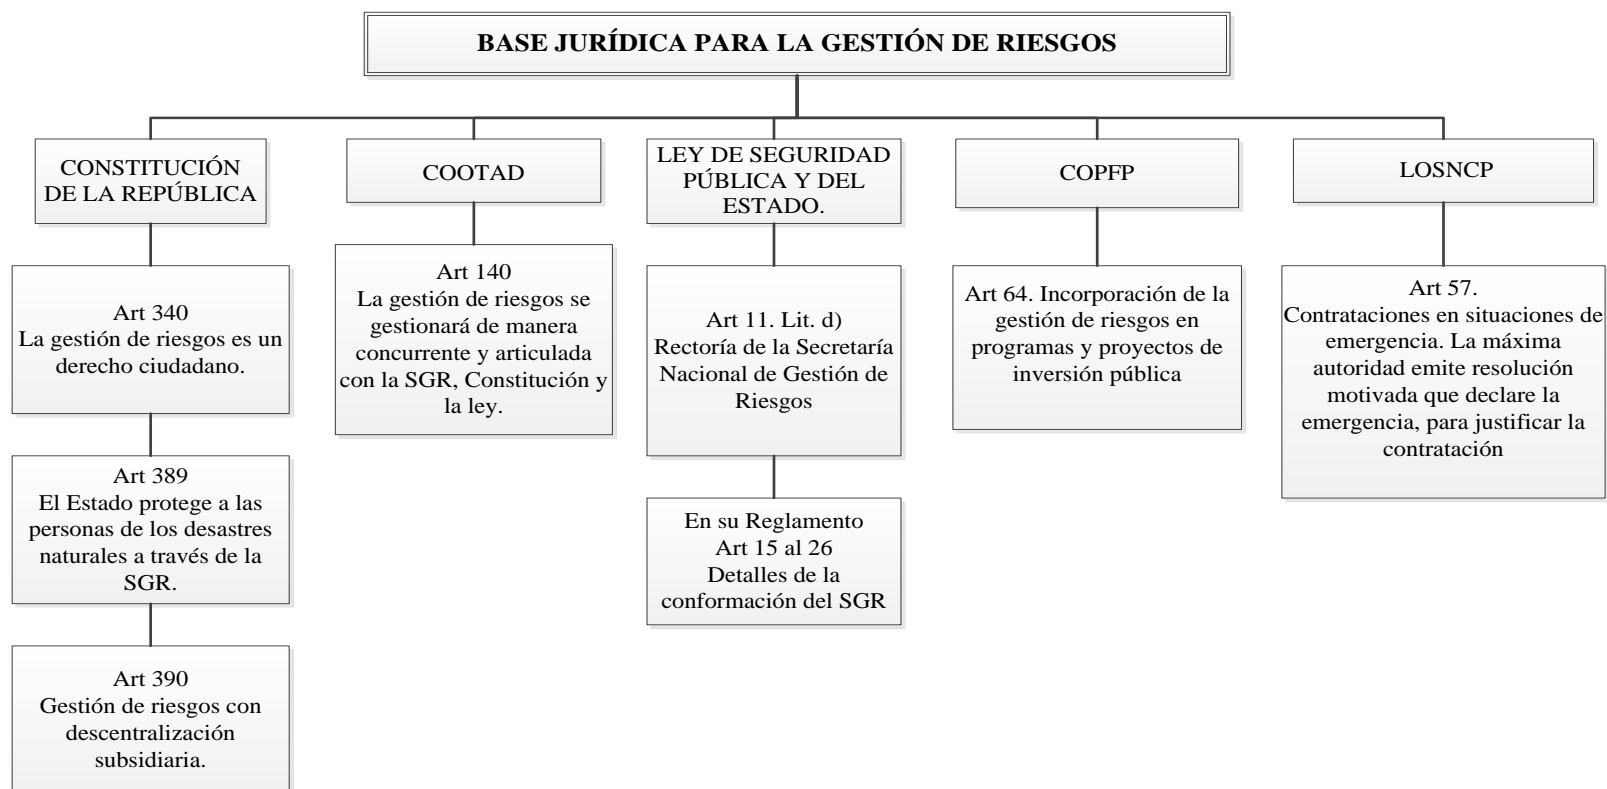 BASE JURÍDICA PARA LA GESTIÓN DE RIESGOS
CONSTITUCIÓN
DE LA REPÚBLICA
Art 340
La gestión de riesgos es un
derecho ciudadano.
Art 389
El Estado protege a las
personas de los desastres
naturales a través de la
SGR.
Art 390
Gestión de riesgos con
descentralización
subsidiaria.
COOTAD
Art 140
La gestión de riesgos se
gestionará de manera
concurrente y articulada
con la SGR, Constitución y
la ley.
LEY DE SEGURIDAD
PÚBLICA Y DEL
ESTADO.
Art 11. Lit. d)
Rectoría de la Secretaría
Nacional de Gestión de
Riesgos
En su Reglamento
Art 15 al 26
Detalles de la
conformación del SGR
COPFP
Art 64. Incorporación de la
gestión de riesgos en
programas y proyectos de
inversión pública
LOSNCP
Art 57.
Contrataciones en situaciones de
emergencia. La máxima
autoridad emite resolución
motivada que declare la
emergencia, para justificar la
contratación